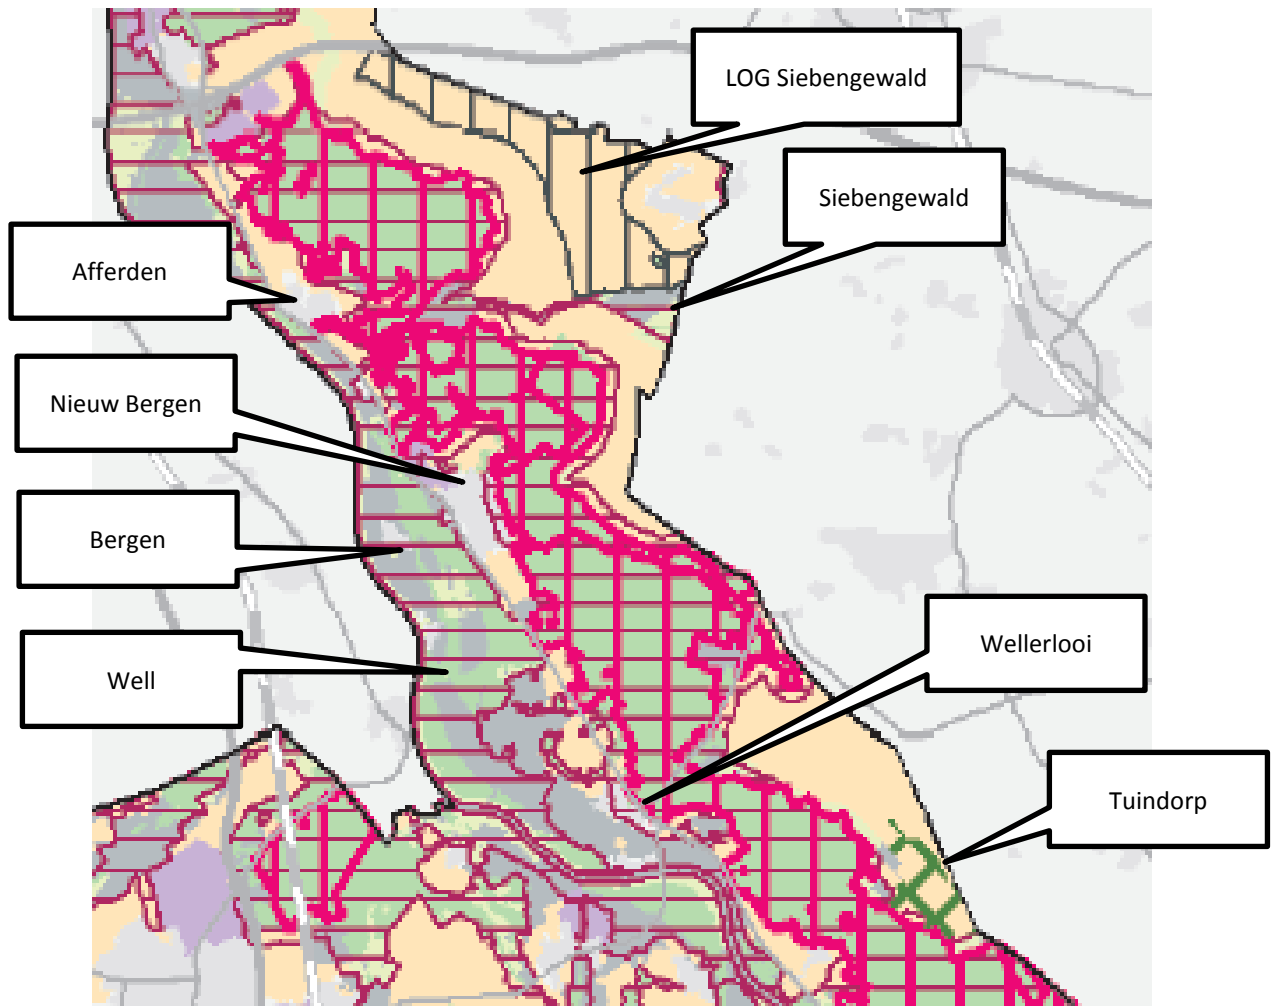 LOG Siebengewald
Siebengewald
Afferden
Nieuw Bergen
Bergen
Wellerlooi
Well
Tuindorp